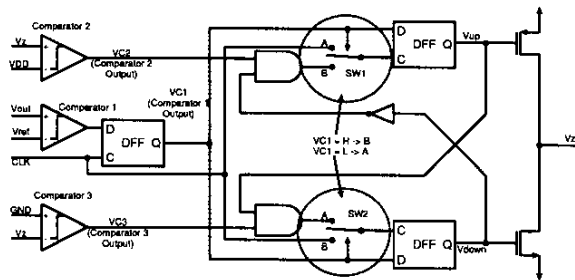 Comparator 2
Vz
VDD
VC2
(Comparator 2
Output)
Vout
Comparator 1
Vref
CLK
D
DFF
Q
C
VC1
(Comparator
Output)
Comparator 3
GND
Vz
VC3
(Comparator 3
Output)
A
B
SW1
VC1 = H -> B
VC1 = L -> A
A
B
SW2
D
DFF
Q
C
Vup
C
DFF
Q
D
Vdown
Vz